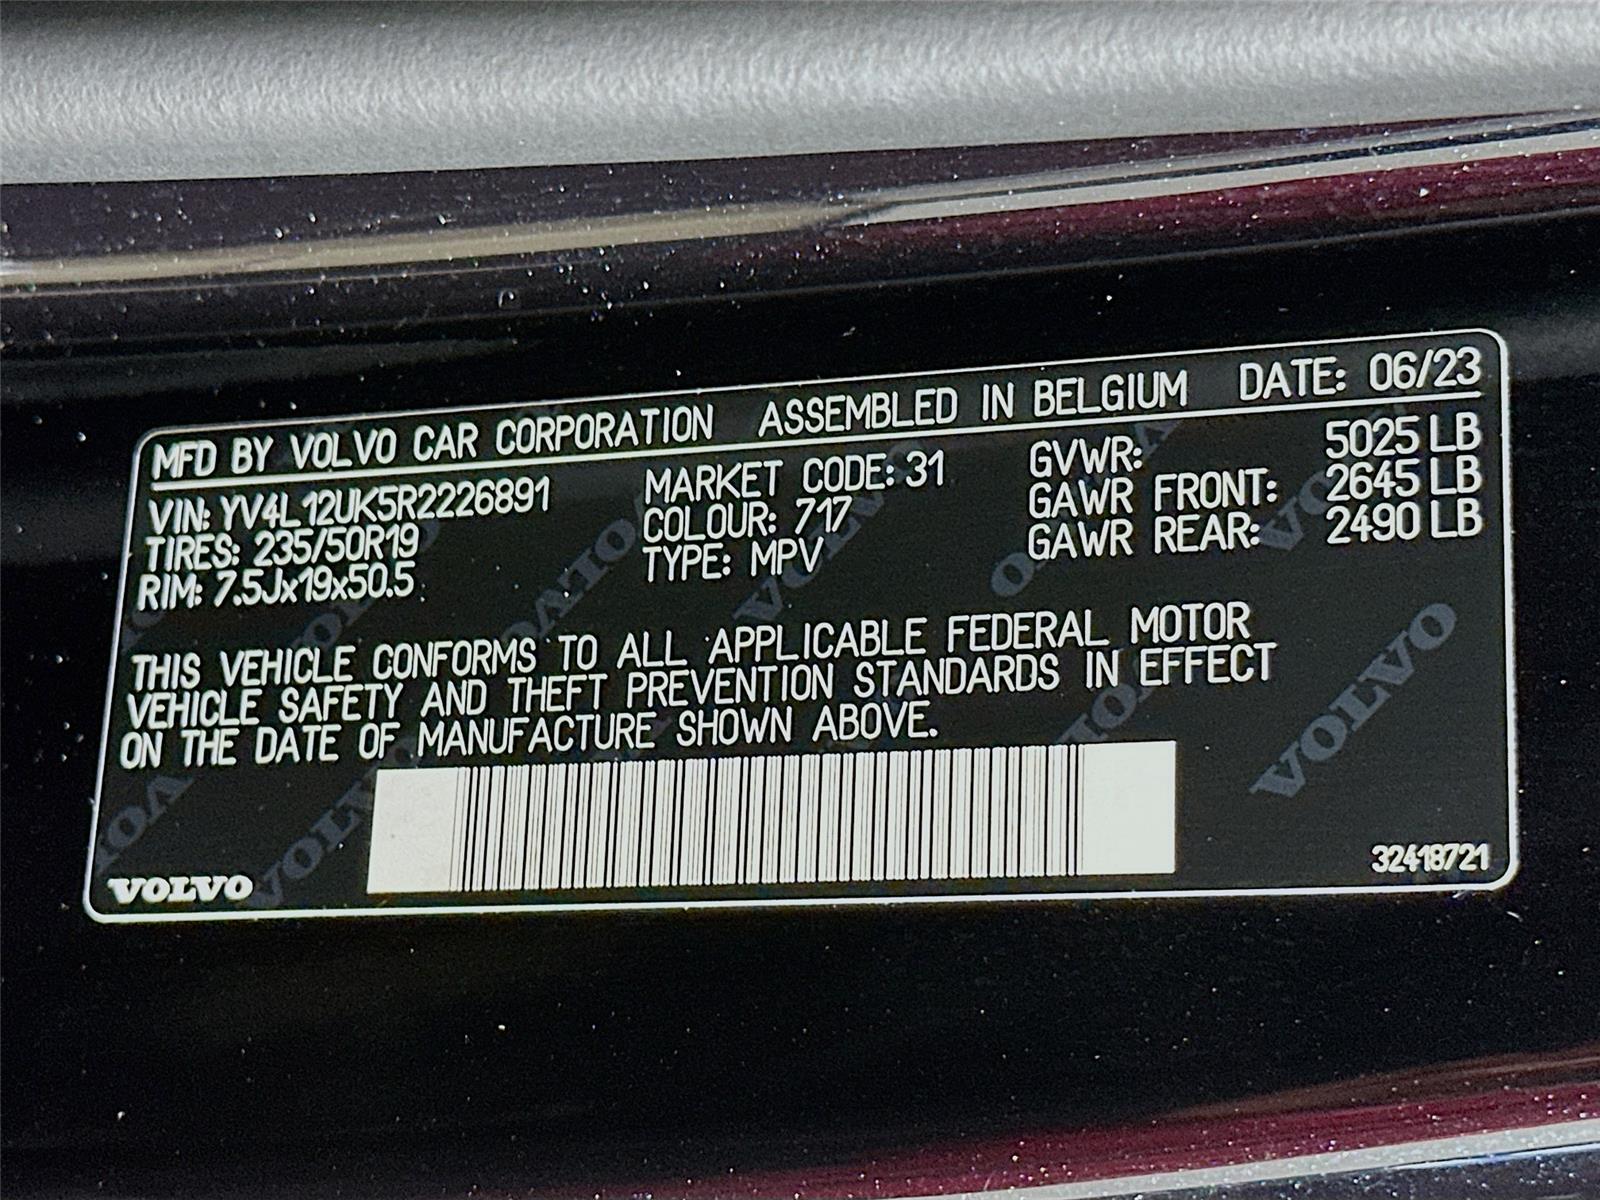 MFD BY VOLVO CAR CORPORATION ASSEMBLED IN BELGIUM DATE: 06/23
VIN: YV4L12UK5R2226891 MARKET CODE: 31 GVWR: 5025 LB
TIRES: 235/50R19 COLOUR: 717 GAWR FRONT: 2645 LB
RIM: 7.5Jx19x50.5 TYPE: MPV GAWR REAR: 2490 LB
THIS VEHICLE CONFORMS TO ALL APPLICABLE FEDERAL MOTOR
VEHICLE SAFETY AND THEFT PREVENTION STANDARDS IN EFFECT
ON THE DATE OF MANUFACTURE SHOWN ABOVE.
VOLVO
32418721